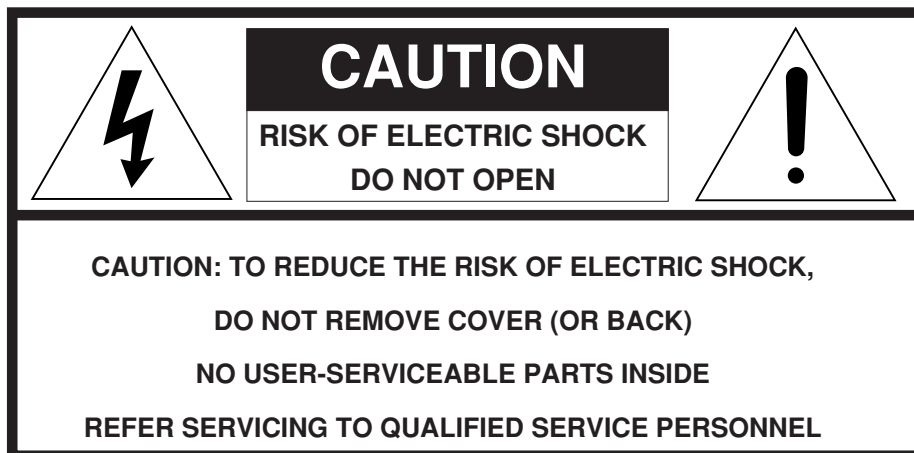 CAUTION
RISK OF ELECTRIC SHOCK
DO NOT OPEN
CAUTION: TO REDUCE THE RISK OF ELECTRIC SHOCK,
DO NOT REMOVE COVER (OR BACK)
NO USER-SERVICEABLE PARTS INSIDE
REFER SERVICING TO QUALIFIED SERVICE PERSONNEL